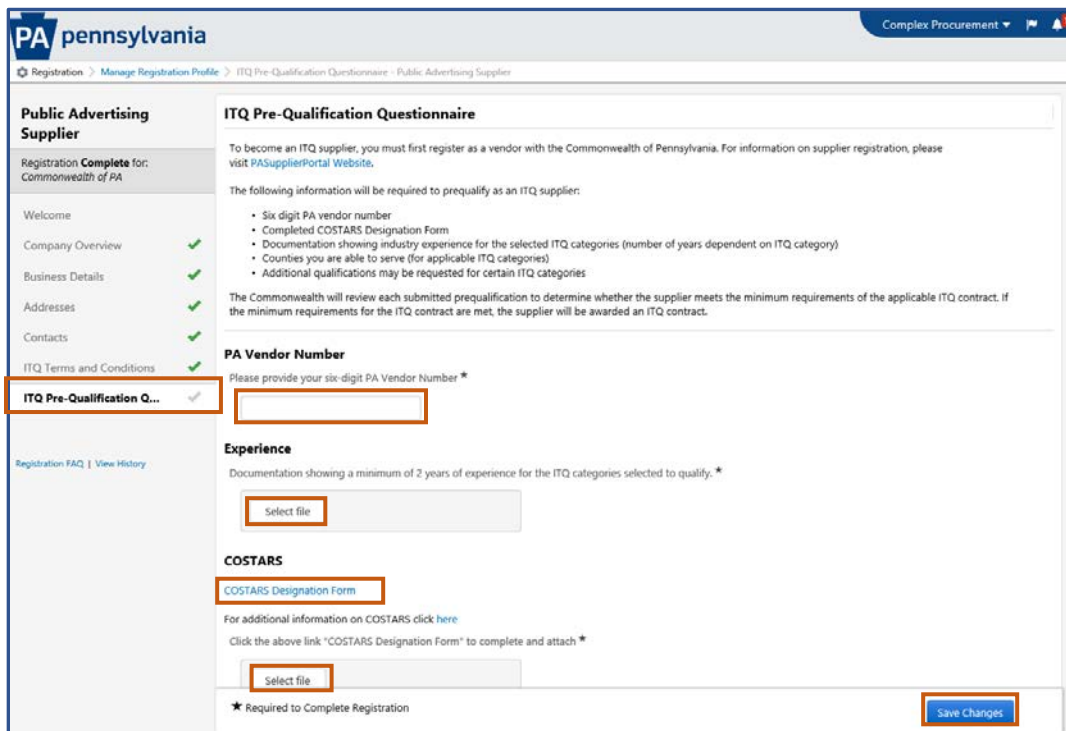 PA pennsylvania
Complex Procurement
Registration > Manage Registration Profile > ITQ Pre-Qualification Questionnaire - Public Advertising Supplier
Public Advertising
Supplier
Registration Complete for:
Commonwealth of PA
Welcome
Company Overview
Business Details
Addresses
Contacts
ITQ Terms and Conditions
ITQ Pre-Qualification Q...
Registration FAQ | View History
ITQ Pre-Qualification Questionnaire
To become an ITQ supplier, you must first register as a vendor with the Commonwealth of Pennsylvania. For information on supplier registration, please
visit PASupplierPortal Website.
The following information will be required to prequalify as an ITQ supplier:
• Six digit PA vendor number
• Completed COSTARS Designation Form
• Documentation showing industry experience for the selected ITQ categories (number of years dependent on ITQ category)
• Counties you are able to serve (for applicable ITQ categories)
• Additional qualifications may be requested for certain ITQ categories
The Commonwealth will review each submitted prequalification to determine whether the supplier meets the minimum requirements of the applicable ITQ contract. If
the minimum requirements for the ITQ contract are met, the supplier will be awarded an ITQ contract.
PA Vendor Number
Please provide your six-digit PA Vendor Number ★
Experience
Documentation showing a minimum of 2 years of experience for the ITQ categories selected to qualify. ★
Select file
COSTARS
COSTARS Designation Form
For additional information on COSTARS click here
Click the above link "COSTARS Designation Form" to complete and attach ★
Select file
★ Required to Complete Registration
Save Changes